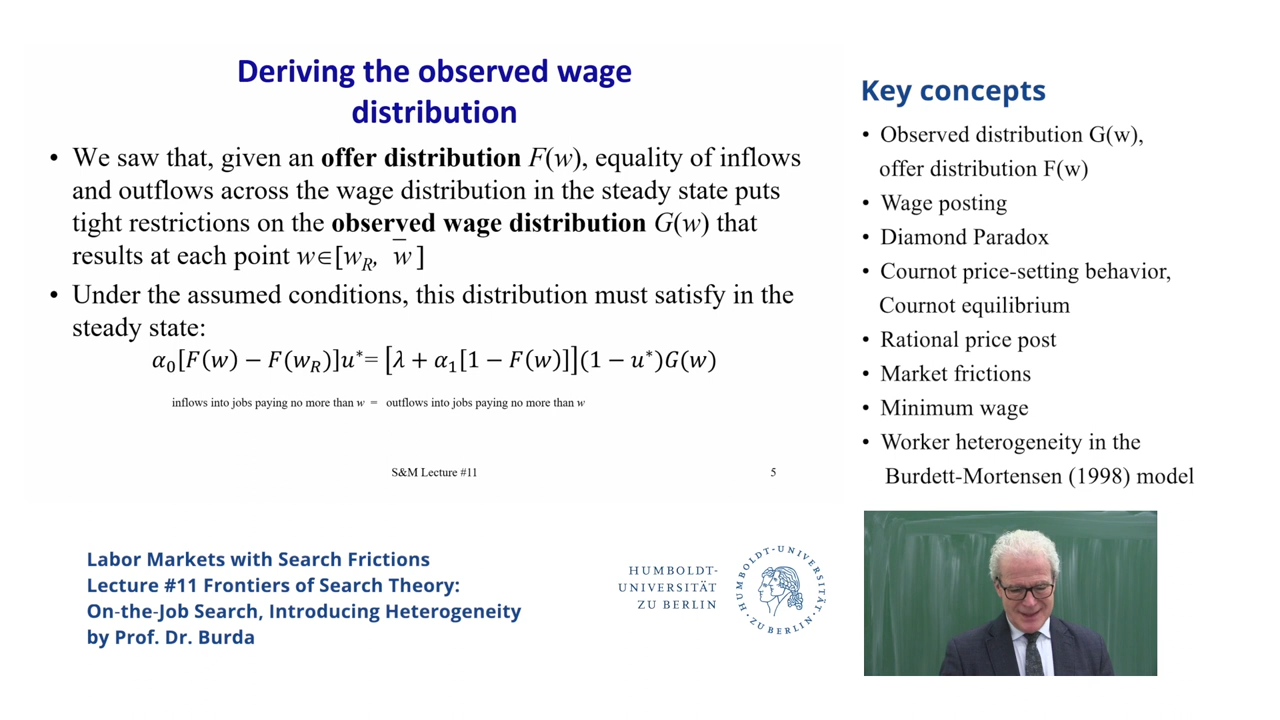 Deriving the observed wage
distribution
• We saw that, given an offer distribution F(w), equality of inflows
and outflows across the wage distribution in the steady state puts
tight restrictions on the observed wage distribution G(w) that
results at each point w∈[w_R, w̅ ]
• Under the assumed conditions, this distribution must satisfy in the
steady state:
α₀[F(w) − F(w_R)]u*= [λ + α₁[1 − F(w)]](1 − u*)G(w)
inflows into jobs paying no more than w = outflows into jobs paying no more than w
S&M Lecture #11
5
Key concepts
• Observed distribution G(w),
offer distribution F(w)
• Wage posting
• Diamond Paradox
• Cournot price-setting behavior,
Cournot equilibrium
• Rational price post
• Market frictions
• Minimum wage
• Worker heterogeneity in the
Burdett-Mortensen (1998) model
Labor Markets with Search Frictions
Lecture #11 Frontiers of Search Theory:
On-the-Job Search, Introducing Heterogeneity
by Prof. Dr. Burda
HUMBOLDT-
UNIVERSITÄT
ZU BERLIN
HUMBOLDT-UNIVERSITÄT
ZU BERLIN